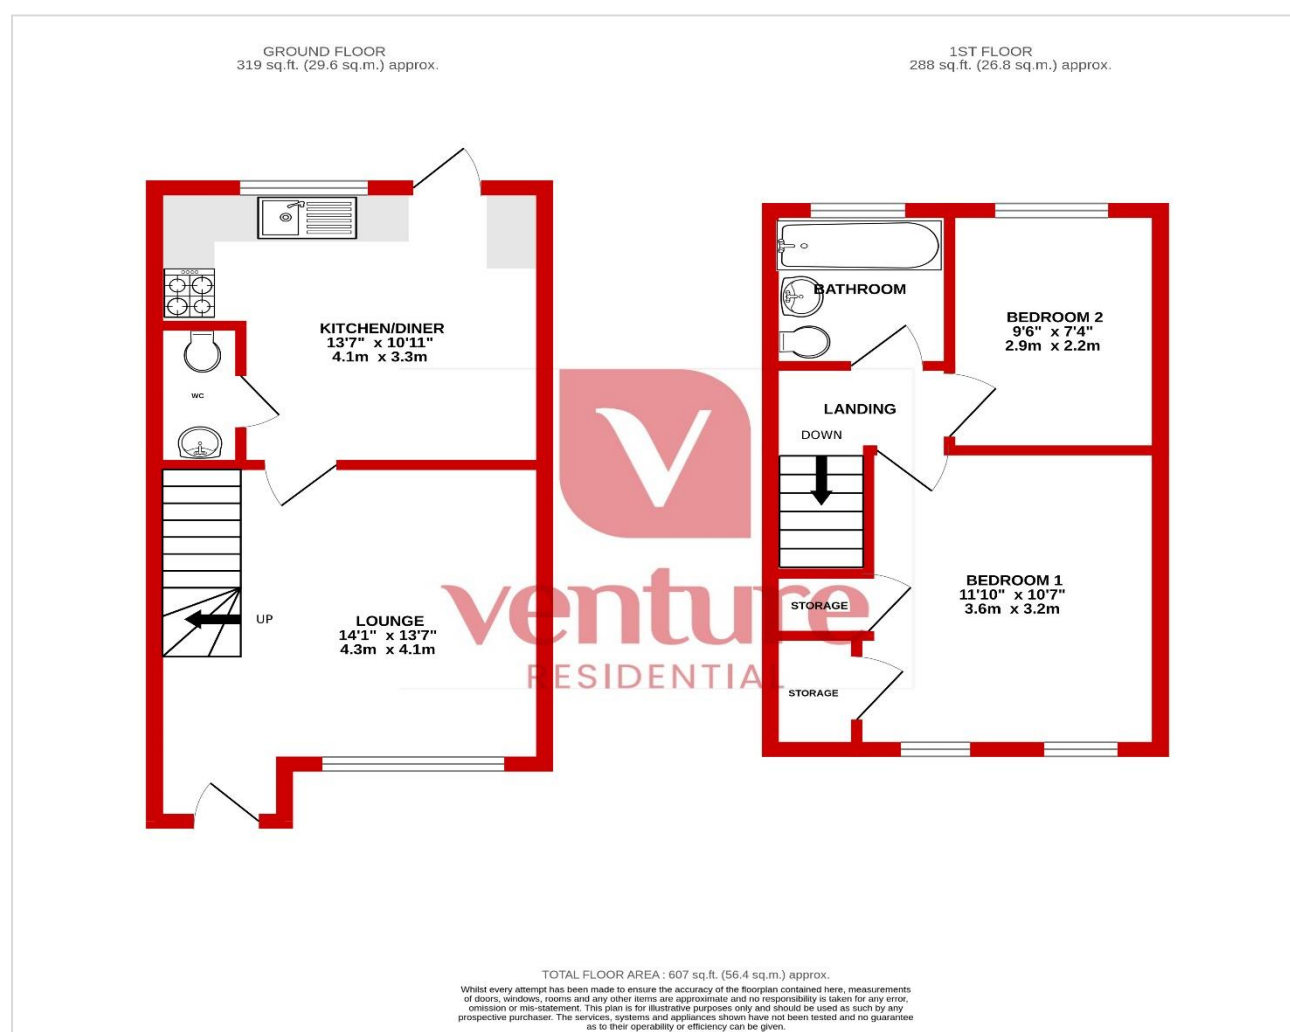 GROUND FLOOR
319 sq.ft. (29.6 sq.m.) approx.
1ST FLOOR
288 sq.ft. (26.8 sq.m.) approx.
KITCHEN/DINER
13'7" x 10'11"
4.1m x 3.3m
WC
UP
LOUNGE
14'1" x 13'7"
4.3m x 4.1m
BATHROOM
BEDROOM 2
9'6" x 7'4"
2.9m x 2.2m
LANDING
DOWN
BEDROOM 1
11'10" x 10'7"
3.6m x 3.2m
STORAGE
STORAGE
venture
RESIDENTIAL
TOTAL FLOOR AREA : 607 sq.ft. (56.4 sq.m.) approx.
Whilst every attempt has been made to ensure the accuracy of the floorplan contained here, measurements
of doors, windows, rooms and any other items are approximate and no responsibility is taken for any error,
omission or mis-statement. This plan is for illustrative purposes only and should be used as such by any
prospective purchaser. The services, systems and appliances shown have not been tested and no guarantee
as to their operability or efficiency can be given.